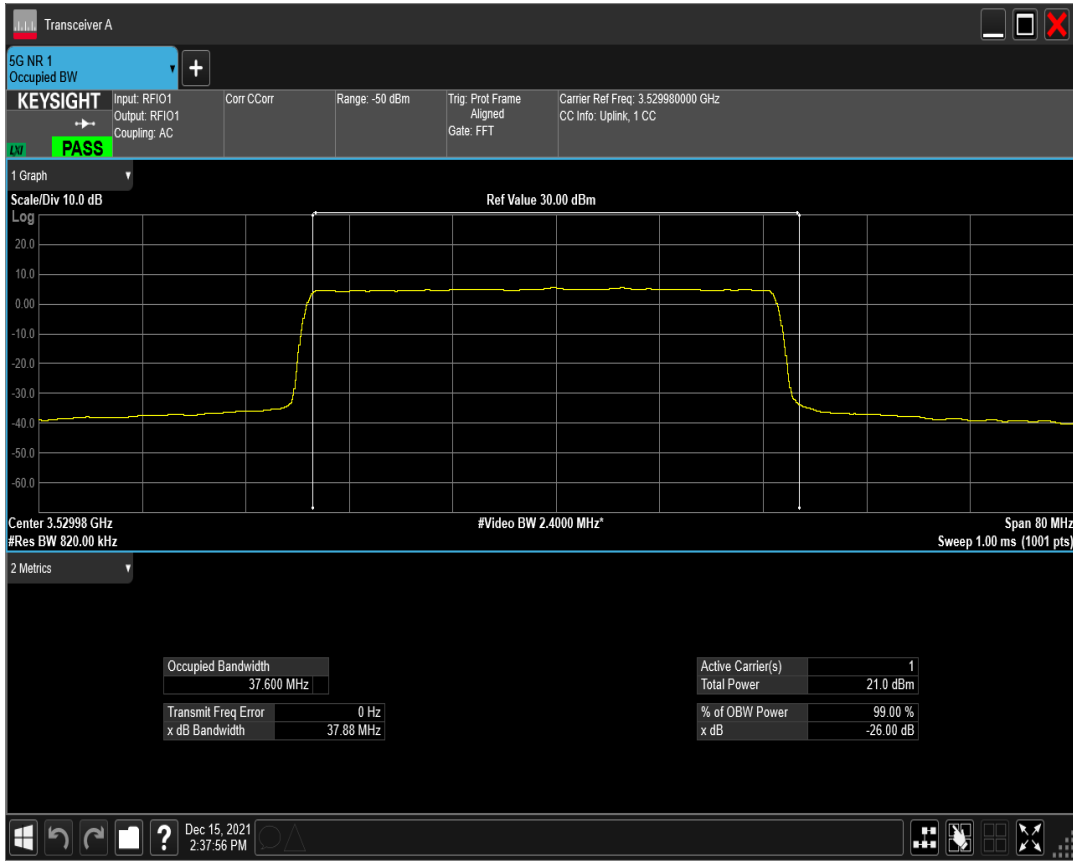 Transceiver A
5G NR 1
Occupied BW
KEYSIGHT
Input: RFIO1
Output: RFIO1
Coupling: AC
Corr CCorr
Range: -50 dBm
Trig: Prot Frame
Aligned
Gate: FFT
Carrier Ref Freq: 3.529980000 GHz
CC Info: Uplink, 1 CC
LXI
PASS
1 Graph
Scale/Div 10.0 dB
Ref Value 30.00 dBm
Log
20.0
10.0
0.00
-10.0
-20.0
-30.0
-40.0
-50.0
-60.0
Center 3.52998 GHz
#Video BW 2.4000 MHz*
Span 80 MHz
#Res BW 820.00 kHz
Sweep 1.00 ms (1001 pts)
2 Metrics
Occupied Bandwidth
37.600 MHz
Transmit Freq Error 0 Hz
x dB Bandwidth 37.88 MHz
Active Carrier(s) 1
Total Power 21.0 dBm
% of OBW Power 99.00 %
x dB -26.00 dB
Dec 15, 2021
2:37:56 PM